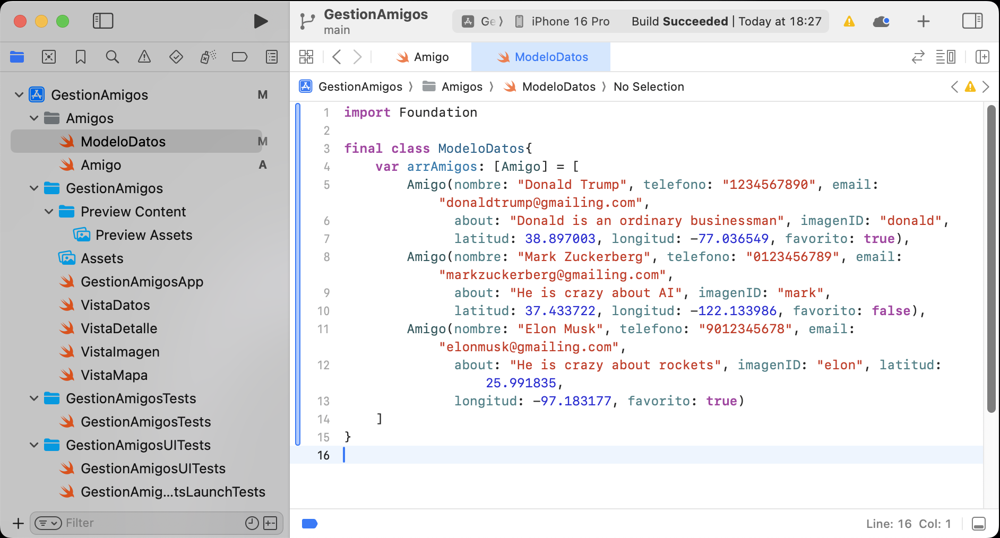 GestionAmigos
main
Ge
iPhone 16 Pro
Build Succeeded | Today at 18:27
Amigo
ModeloDatos
GestionAmigos
Amigos
ModeloDatos
No Selection
GestionAmigos M
Amigos
ModeloDatos M
Amigo A
GestionAmigos
Preview Content
Preview Assets
Assets
GestionAmigosApp
VistaDatos
VistaDetalle
VistaImagen
VistaMapa
GestionAmigosTests
GestionAmigosTests
GestionAmigosUITests
GestionAmigosUITests
GestionAmig...tsLaunchTests
Filter
1 import Foundation
2
3 final class ModeloDatos{
4 var arrAmigos: [Amigo] = [
5 Amigo(nombre: "Donald Trump", telefono: "1234567890", email:
"donaldtrump@gmailing.com",
6 about: "Donald is an ordinary businessman", imagenID: "donald",
7 latitud: 38.897003, longitud: -77.036549, favorito: true),
8 Amigo(nombre: "Mark Zuckerberg", telefono: "0123456789", email:
"markzuckerberg@gmailing.com",
9 about: "He is crazy about AI", imagenID: "mark",
10 latitud: 37.433722, longitud: -122.133986, favorito: false),
11 Amigo(nombre: "Elon Musk", telefono: "9012345678", email:
"elonmusk@gmailing.com",
12 about: "He is crazy about rockets", imagenID: "elon", latitud:
25.991835,
13 longitud: -97.183177, favorito: true)
14 ]
15 }
16
Line: 16 Col: 1